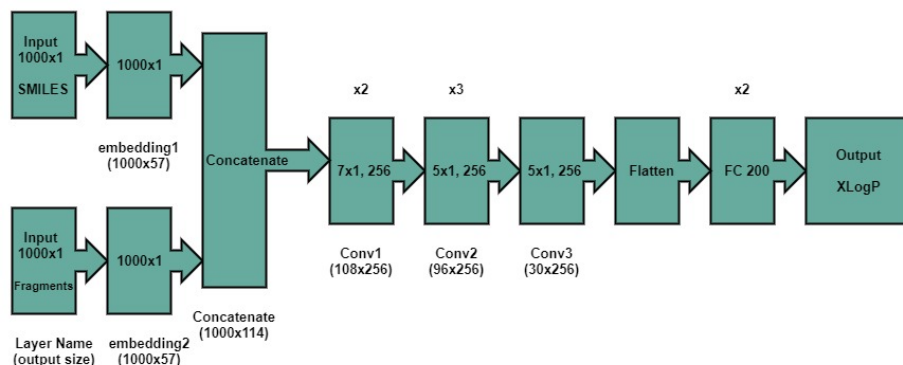 Input
1000x1
SMILES
1000x1
embedding1
(1000x57)
Input
1000x1
Fragments
Layer Name
(output size)
1000x1
embedding2
(1000x57)
Concatenate
Concatenate
(1000x114)
x2
7x1, 256
Conv1
(108x256)
x3
5x1, 256
Conv2
(96x256)
5x1, 256
Conv3
(30x256)
Flatten
x2
FC 200
Output
XLogP